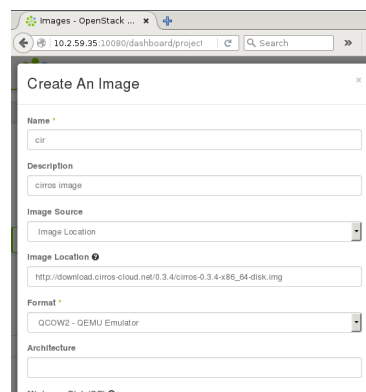 Images - OpenStack ...
10.2.59.35:10080/dashboard/project
Search
Create An Image
Name *
cir
Description
cirros image
Image Source
Image Location
Image Location
http://download.cirros-cloud.net/0.3.4/cirros-0.3.4-x86_64-disk.img
Format *
QCOW2 - QEMU Emulator
Architecture